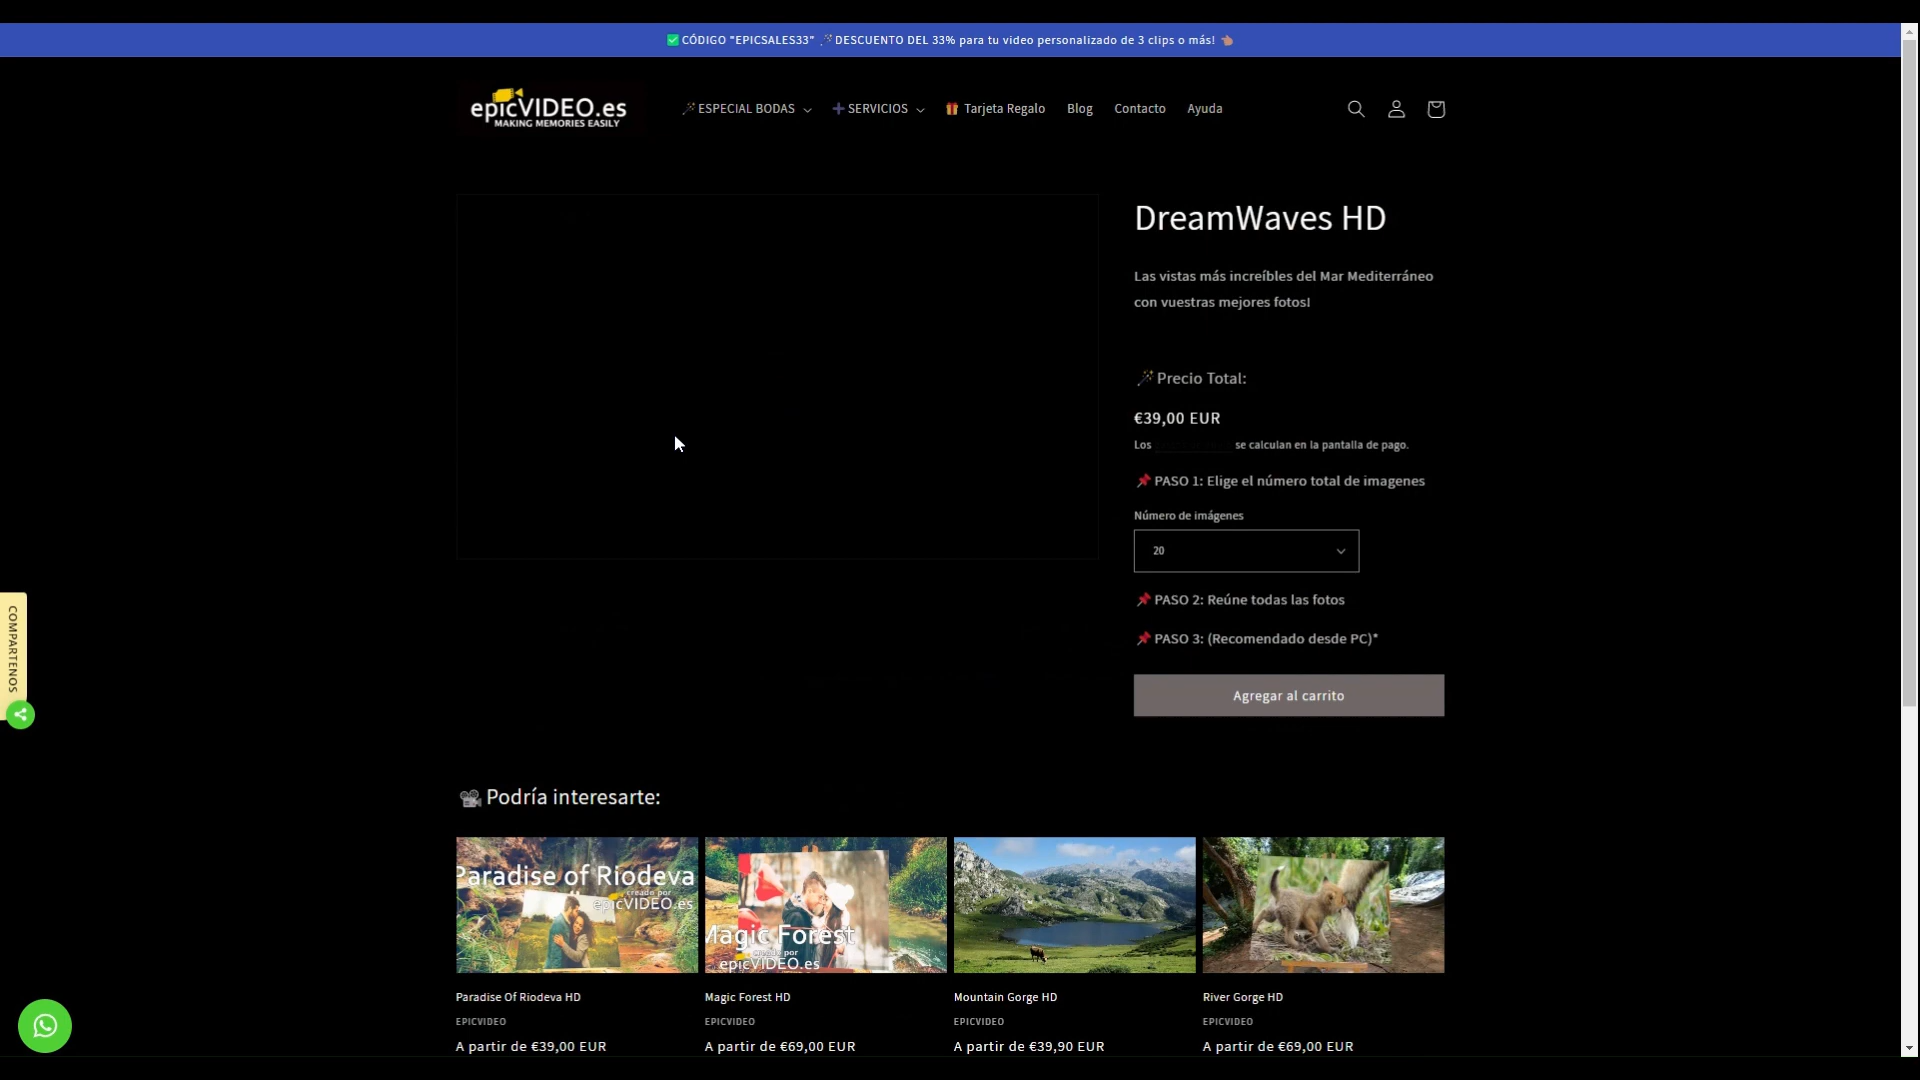 ✅ CÓDIGO "EPICSALES33" 🪄 DESCUENTO DEL 33% para tu video personalizado de 3 clips o más! 👈🏽
epicVIDEO.es
MAKING MEMORIES EASILY
🪄 ESPECIAL BODAS
➕ SERVICIOS
🎁 Tarjeta Regalo
Blog
Contacto
Ayuda
DreamWaves HD
Las vistas más increíbles del Mar Mediterráneo
con vuestras mejores fotos!
🪄 Precio Total:
€39,00 EUR
Los se calculan en la pantalla de pago.
📌 PASO 1: Elige el número total de imagenes
Número de imágenes
20
📌 PASO 2: Reúne todas las fotos
📌 PASO 3: (Recomendado desde PC)*
Agregar al carrito
COMPARTENOS
📽 Podría interesarte:
Paradise of Riodeva
creado por
epicVIDEO.es
Magic Forest
creado por
epicVIDEO.es
Paradise Of Riodeva HD
EPICVIDEO
A partir de €39,00 EUR
Magic Forest HD
EPICVIDEO
A partir de €69,00 EUR
Mountain Gorge HD
EPICVIDEO
A partir de €39,90 EUR
River Gorge HD
EPICVIDEO
A partir de €69,00 EUR